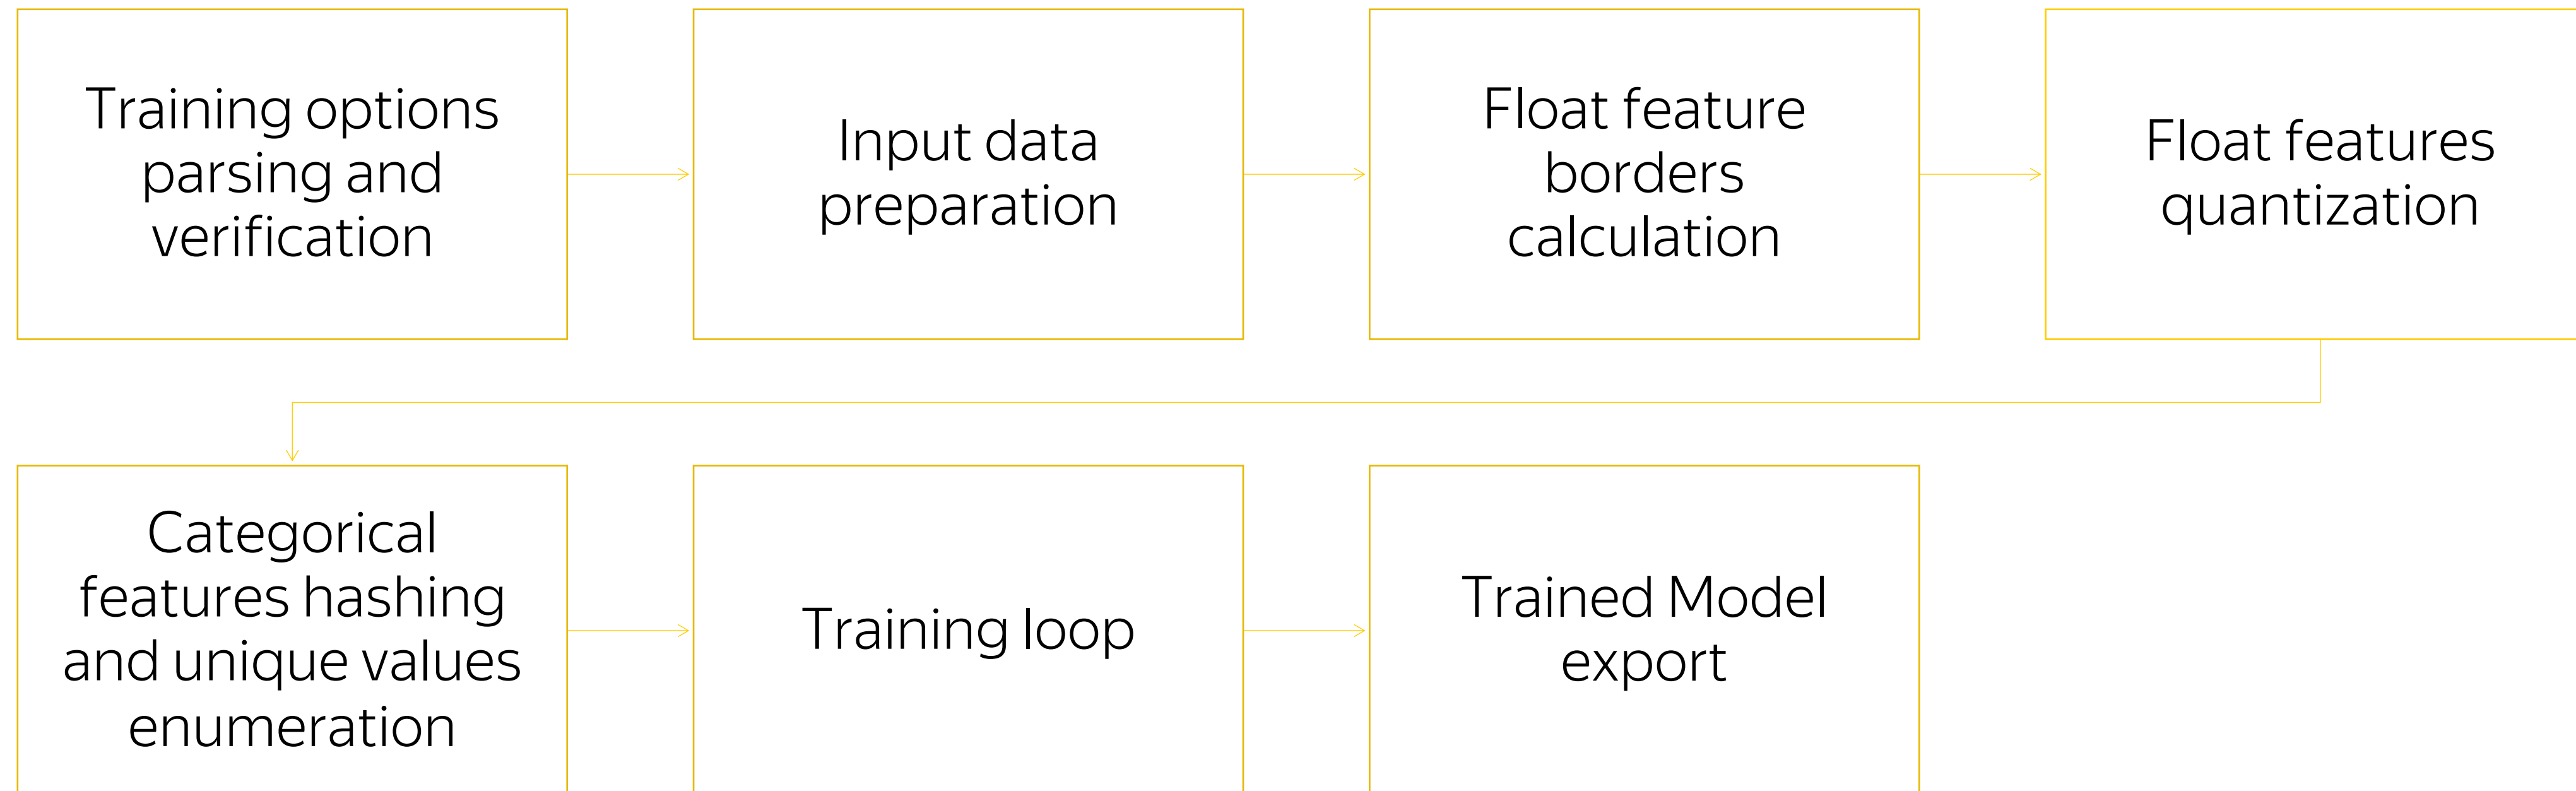 Training options
parsing and
verification
Input data
preparation
Float feature
borders
calculation
Float features
quantization
Categorical
features hashing
and unique values
enumeration
Training loop
Trained Model
export